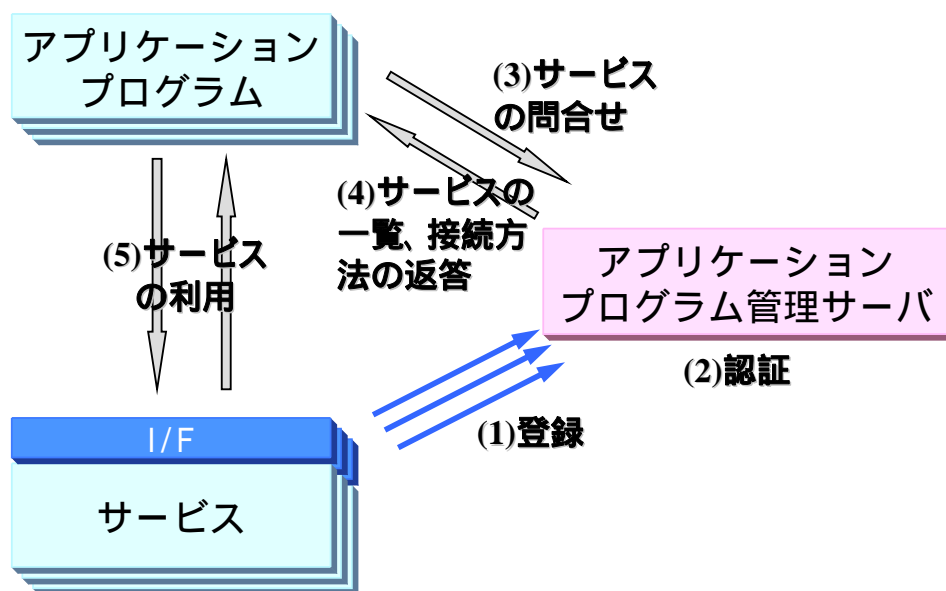 アプリケーション
プログラム
(3)サービス
の問合せ
(4)サービスの
一覧、接続方
法の返答
(5)サービス
の利用
アプリケーション
プログラム管理サーバ
(2)認証
(1)登録
I/F
サービス